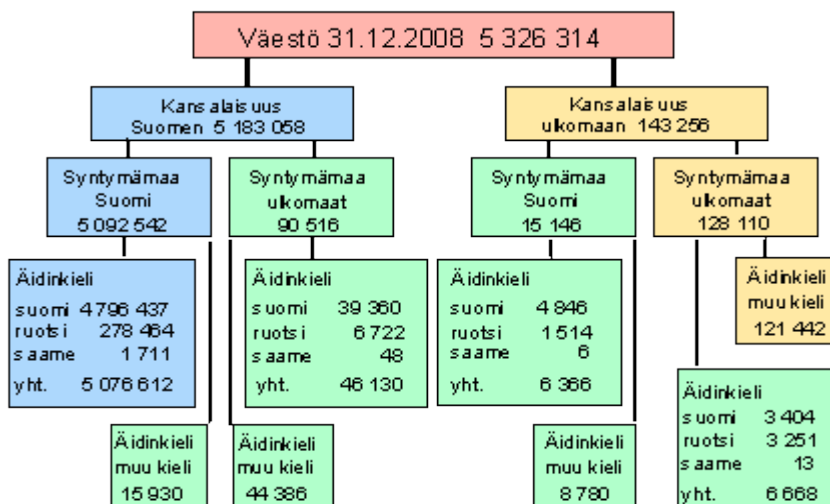 Väestö 31.12.2008 5 326 314
Kansalaisuus
Suomen 5 183 058
Kansalaisuus
ulkomaan 143 256
Syntymämaa
Suomi
5 092 542
Syntymämaa
ulkomaat
90 516
Syntymämaa
Suomi
15 146
Syntymämaa
ulkomaat
128 110
Äidinkieli
suomi 4 796 437
ruotsi 278 464
saame 1 711
yht. 5 076 612
Äidinkieli
suomi 39 360
ruotsi 6 722
saame 48
yht. 46 130
Äidinkieli
suomi 4 846
ruotsi 1 514
saame 6
yht. 6 366
Äidinkieli
muu kieli
121 442
Äidinkieli
muu kieli
15 930
Äidinkieli
muu kieli
44 386
Äidinkieli
muu kieli
8 780
Äidinkieli
suomi 3 404
ruotsi 3 251
saame 13
yht. 6 668